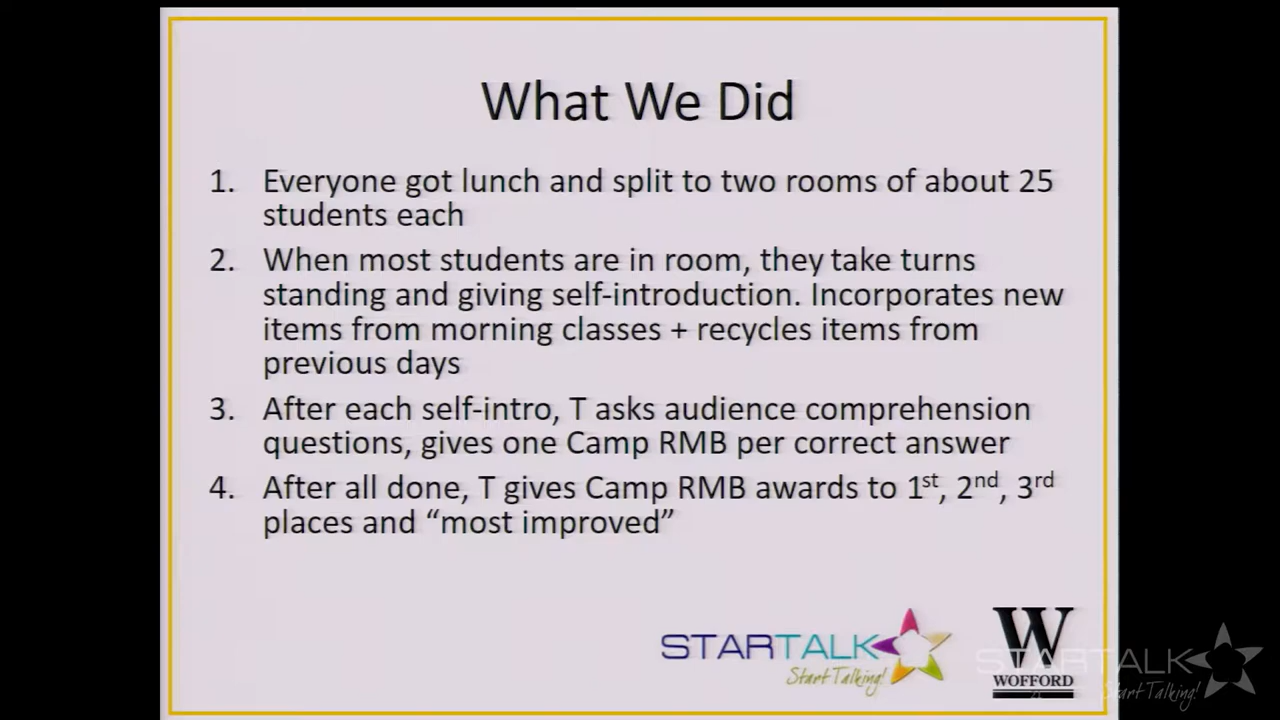 What We Did
1. Everyone got lunch and split to two rooms of about 25
students each
2. When most students are in room, they take turns
standing and giving self-introduction. Incorporates new
items from morning classes + recycles items from
previous days
3. After each self-intro, T asks audience comprehension
questions, gives one Camp RMB per correct answer
4. After all done, T gives Camp RMB awards to 1st, 2nd, 3rd
places and “most improved”
STARTALK
Start Talking!
W
WOFFORD
STARTALK
Start Talking!